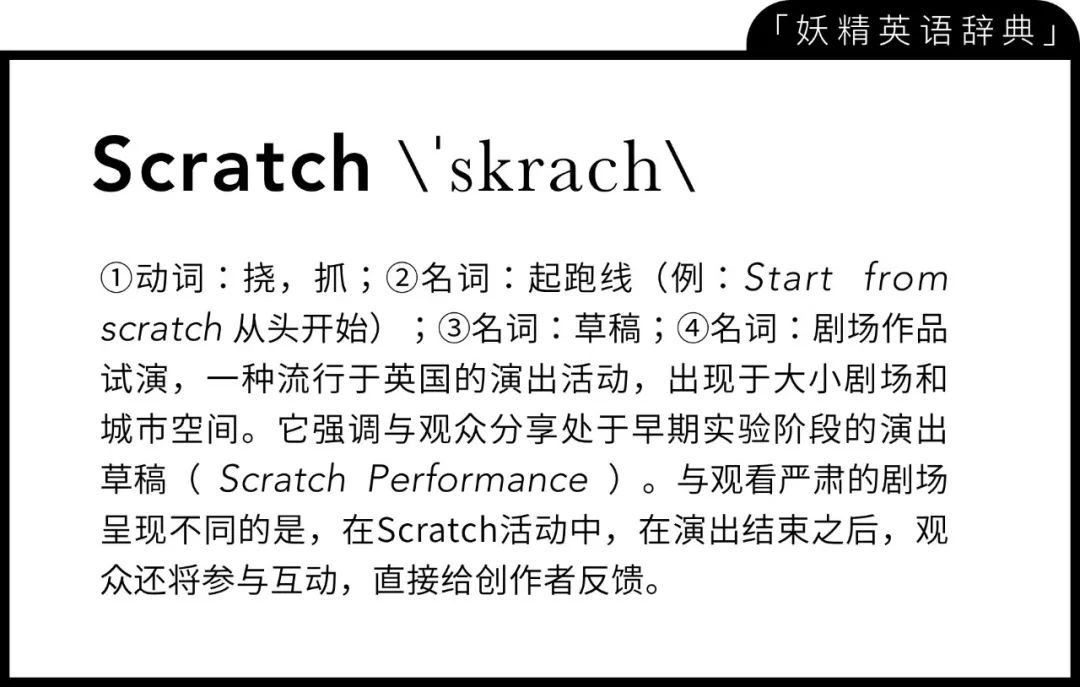 「妖精英语辞典」
Scratch \ˈskrach\
①动词：挠，抓；②名词：起跑线（例：Start from
scratch 从头开始）；③名词：草稿；④名词：剧场作品
试演，一种流行于英国的演出活动，出现于大小剧场和
城市空间。它强调与观众分享处于早期实验阶段的演出
草稿（ Scratch Performance ）。与观看严肃的剧场
呈现不同的是，在Scratch活动中，在演出结束之后，观
众还将参与互动，直接给创作者反馈。